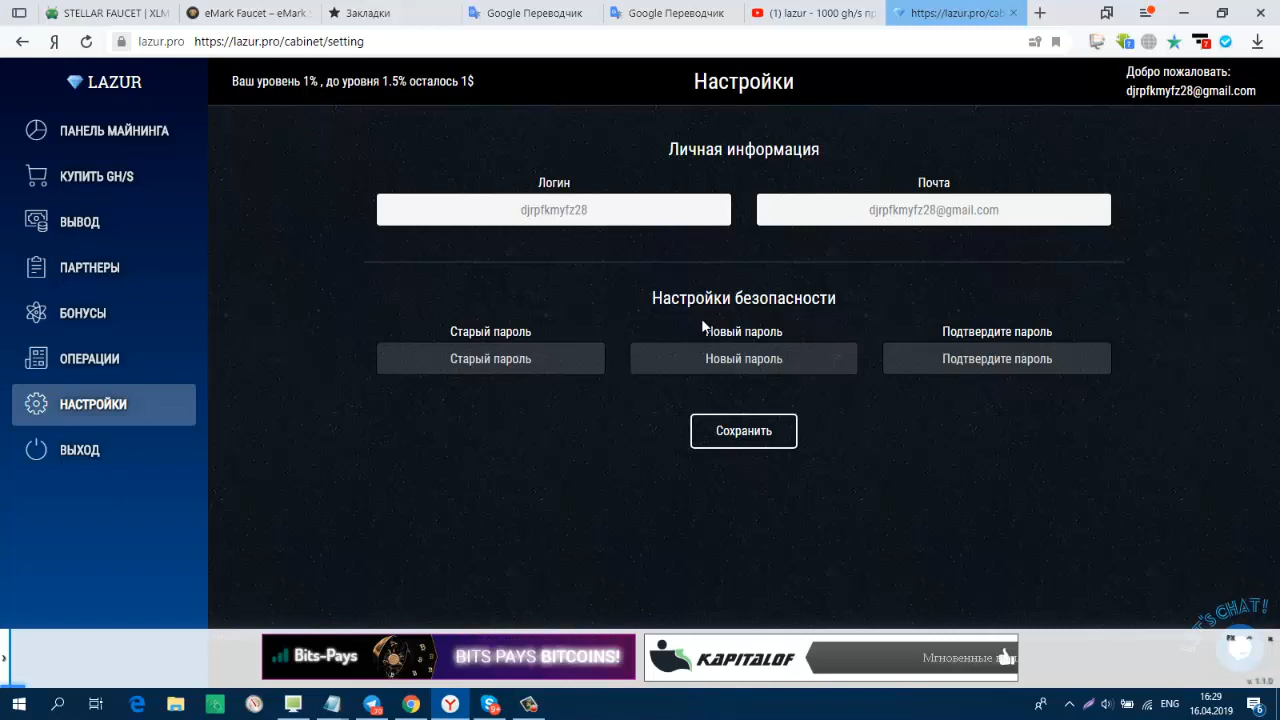 STELLAR FAUCET | XLM
eMark Faucet – eMark
Закладки
Google Переводчик
Google Переводчик
(1) lazur - 1000 gh/s
https://lazur.pro/cab
lazur.pro https://lazur.pro/cabinet/setting
LAZUR
Ваш уровень 1% , до уровня 1.5% осталось 1$
Настройки
Добро пожаловать:
djrpfkmyfz28@gmail.com
ПАНЕЛЬ МАЙНИНГА
КУПИТЬ GH/S
ВЫВОД
ПАРТНЕРЫ
БОНУСЫ
ОПЕРАЦИИ
НАСТРОЙКИ
ВЫХОД
Личная информация
Логин
Почта
djrpfkmyfz28
djrpfkmyfz28@gmail.com
Настройки безопасности
Старый пароль
Новый пароль
Подтвердите пароль
Старый пароль
Новый пароль
Подтвердите пароль
Сохранить
Bits-Pays
BITS PAYS BITCOINS!
KAPITALOF
Мгновенные
v. 1.1.0
ENG
16:29
16.04.2019